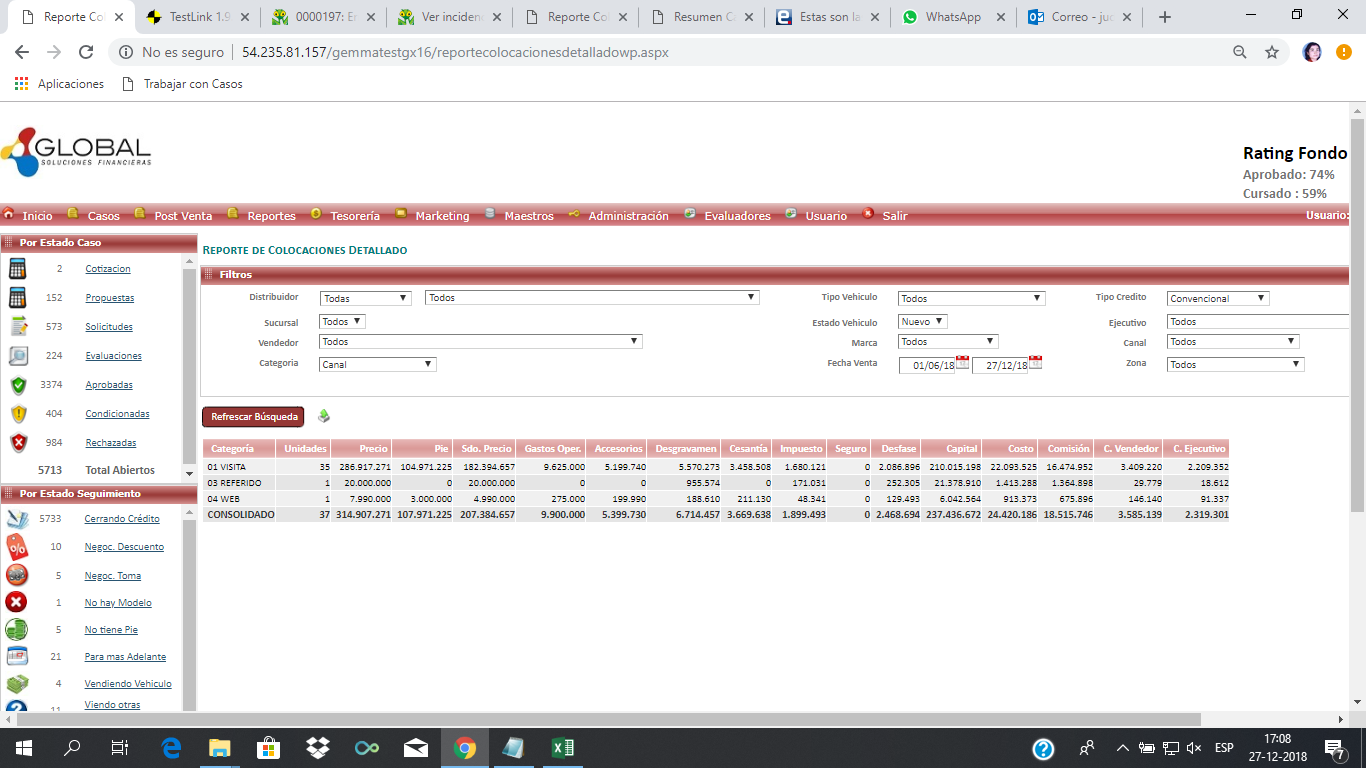 Reporte Co
TestLink 1.9
0000197: E
Ver inciden
Reporte Co
Resumen C
Estas son la
WhatsApp
Correo - juc
No es seguro
54.235.81.157/gemmatestgx16/reportecolocacionesdetalladowp.aspx
Aplicaciones
Trabajar con Casos
GLOBAL
SOLUCIONES FINANCIERAS
Rating Fondo
Aprobado: 74%
Cursado : 59%
Inicio Casos Post Venta Reportes Tesorería Marketing Maestros Administración Evaluadores Usuario Salir Usuario:
Por Estado Caso
2 Cotizacion
152 Propuestas
573 Solicitudes
224 Evaluaciones
3374 Aprobadas
404 Condicionadas
984 Rechazadas
5713 Total Abiertos
Por Estado Seguimiento
5733 Cerrando Crédito
10 Negoc. Descuento
5 Negoc. Toma
1 No hay Modelo
5 No tiene Pie
21 Para mas Adelante
4 Vendiendo Vehiculo
11 Viendo otras
REPORTE DE COLOCACIONES DETALLADO
Filtros
Distribuidor Todas Todos Tipo Vehiculo Todos Tipo Credito Convencional
Sucursal Todos Estado Vehiculo Nuevo Ejecutivo Todos
Vendedor Todos Marca Todos Canal Todos
Categoria Canal Fecha Venta 01/06/18 27/12/18 Zona Todos
Refrescar Búsqueda
Categoría Unidades Precio Pie Sdo. Precio Gastos Oper. Accesorios Desgravamen Cesantía Impuesto Seguro Desfase Capital Costo Comisión C. Vendedor C. Ejecutivo
01 VISITA 35 286.917.271 104.971.225 182.394.657 9.625.000 5.199.740 5.570.273 3.458.508 1.680.121 0 2.086.896 210.015.198 22.093.525 16.474.952 3.409.220 2.209.352
03 REFERIDO 1 20.000.000 0 20.000.000 0 0 955.574 0 171.031 0 252.305 21.378.910 1.413.288 1.364.898 29.779 18.612
04 WEB 1 7.990.000 3.000.000 4.990.000 275.000 199.990 188.610 211.130 48.341 0 129.493 6.042.564 913.373 675.896 146.140 91.337
CONSOLIDADO 37 314.907.271 107.971.225 207.384.657 9.900.000 5.399.730 6.714.457 3.669.638 1.899.493 0 2.468.694 237.436.672 24.420.186 18.515.746 3.585.139 2.319.301
ESP
17:08
27-12-2018
7